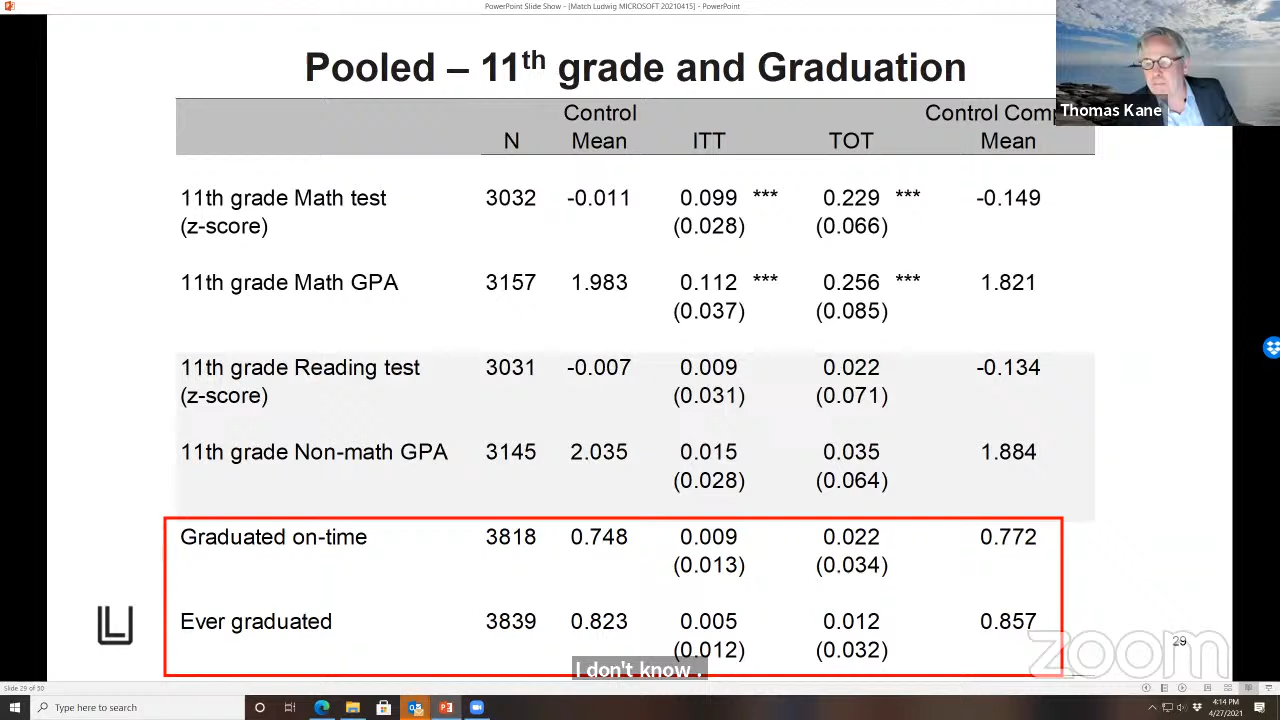 PowerPoint Slide Show - [Match Ludwig MICROSOFT 20210415] - PowerPoint
Pooled – 11th grade and Graduation
Thomas Kane
N Control Mean ITT TOT Control Comp Mean
11th grade Math test 3032 -0.011 0.099 *** 0.229 *** -0.149
(z-score) (0.028) (0.066)
11th grade Math GPA 3157 1.983 0.112 *** 0.256 *** 1.821
(0.037) (0.085)
11th grade Reading test 3031 -0.007 0.009 0.022 -0.134
(z-score) (0.031) (0.071)
11th grade Non-math GPA 3145 2.035 0.015 0.035 1.884
(0.028) (0.064)
Graduated on-time 3818 0.748 0.009 0.022 0.772
(0.013) (0.034)
Ever graduated 3839 0.823 0.005 0.012 0.857
(0.012) (0.032)
29
zoom
I don't know .
Slide 29 of 50
Type here to search
4:14 PM
4/27/2021